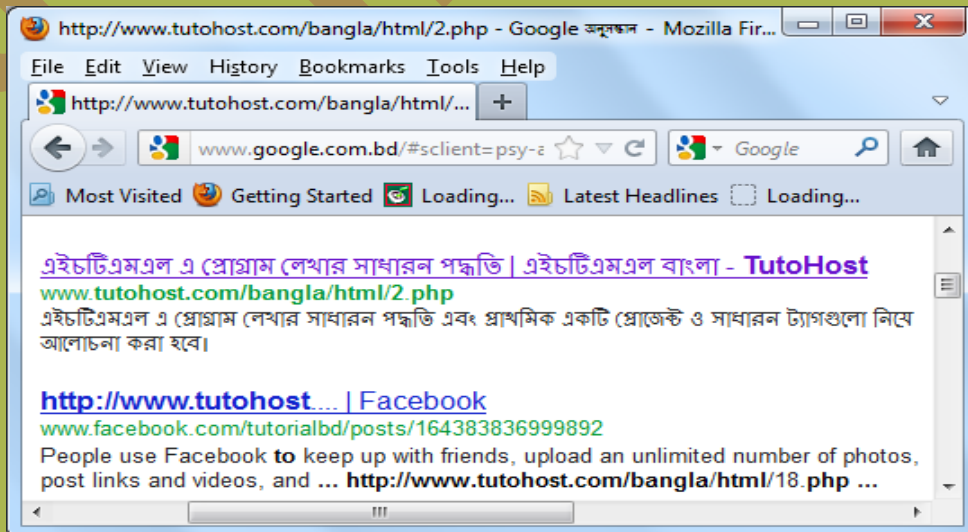 http://www.tutohost.com/bangla/html/2.php - Google অনুসন্ধান - Mozilla Fir...
File Edit View History Bookmarks Tools Help
http://www.tutohost.com/bangla/html/...
www.google.com.bd/#sclient=psy-a Google
Most Visited Getting Started Loading... Latest Headlines Loading...
এইচটিএমএল এ প্রোগ্রাম লেখার সাধারন পদ্ধতি | এইচটিএমএল বাংলা - TutoHost
www.tutohost.com/bangla/html/2.php
এইচটিএমএল এ প্রোগ্রাম লেখার সাধারন পদ্ধতি এবং প্রাথমিক একটি প্রোজেক্ট ও সাধারন ট্যাগগুলো নিয়ে
আলোচনা করা হবে।
http://www.tutohost.... | Facebook
www.facebook.com/tutorialbd/posts/164383836999892
People use Facebook to keep up with friends, upload an unlimited number of photos,
post links and videos, and ... http://www.tutohost.com/bangla/html/18.php ...